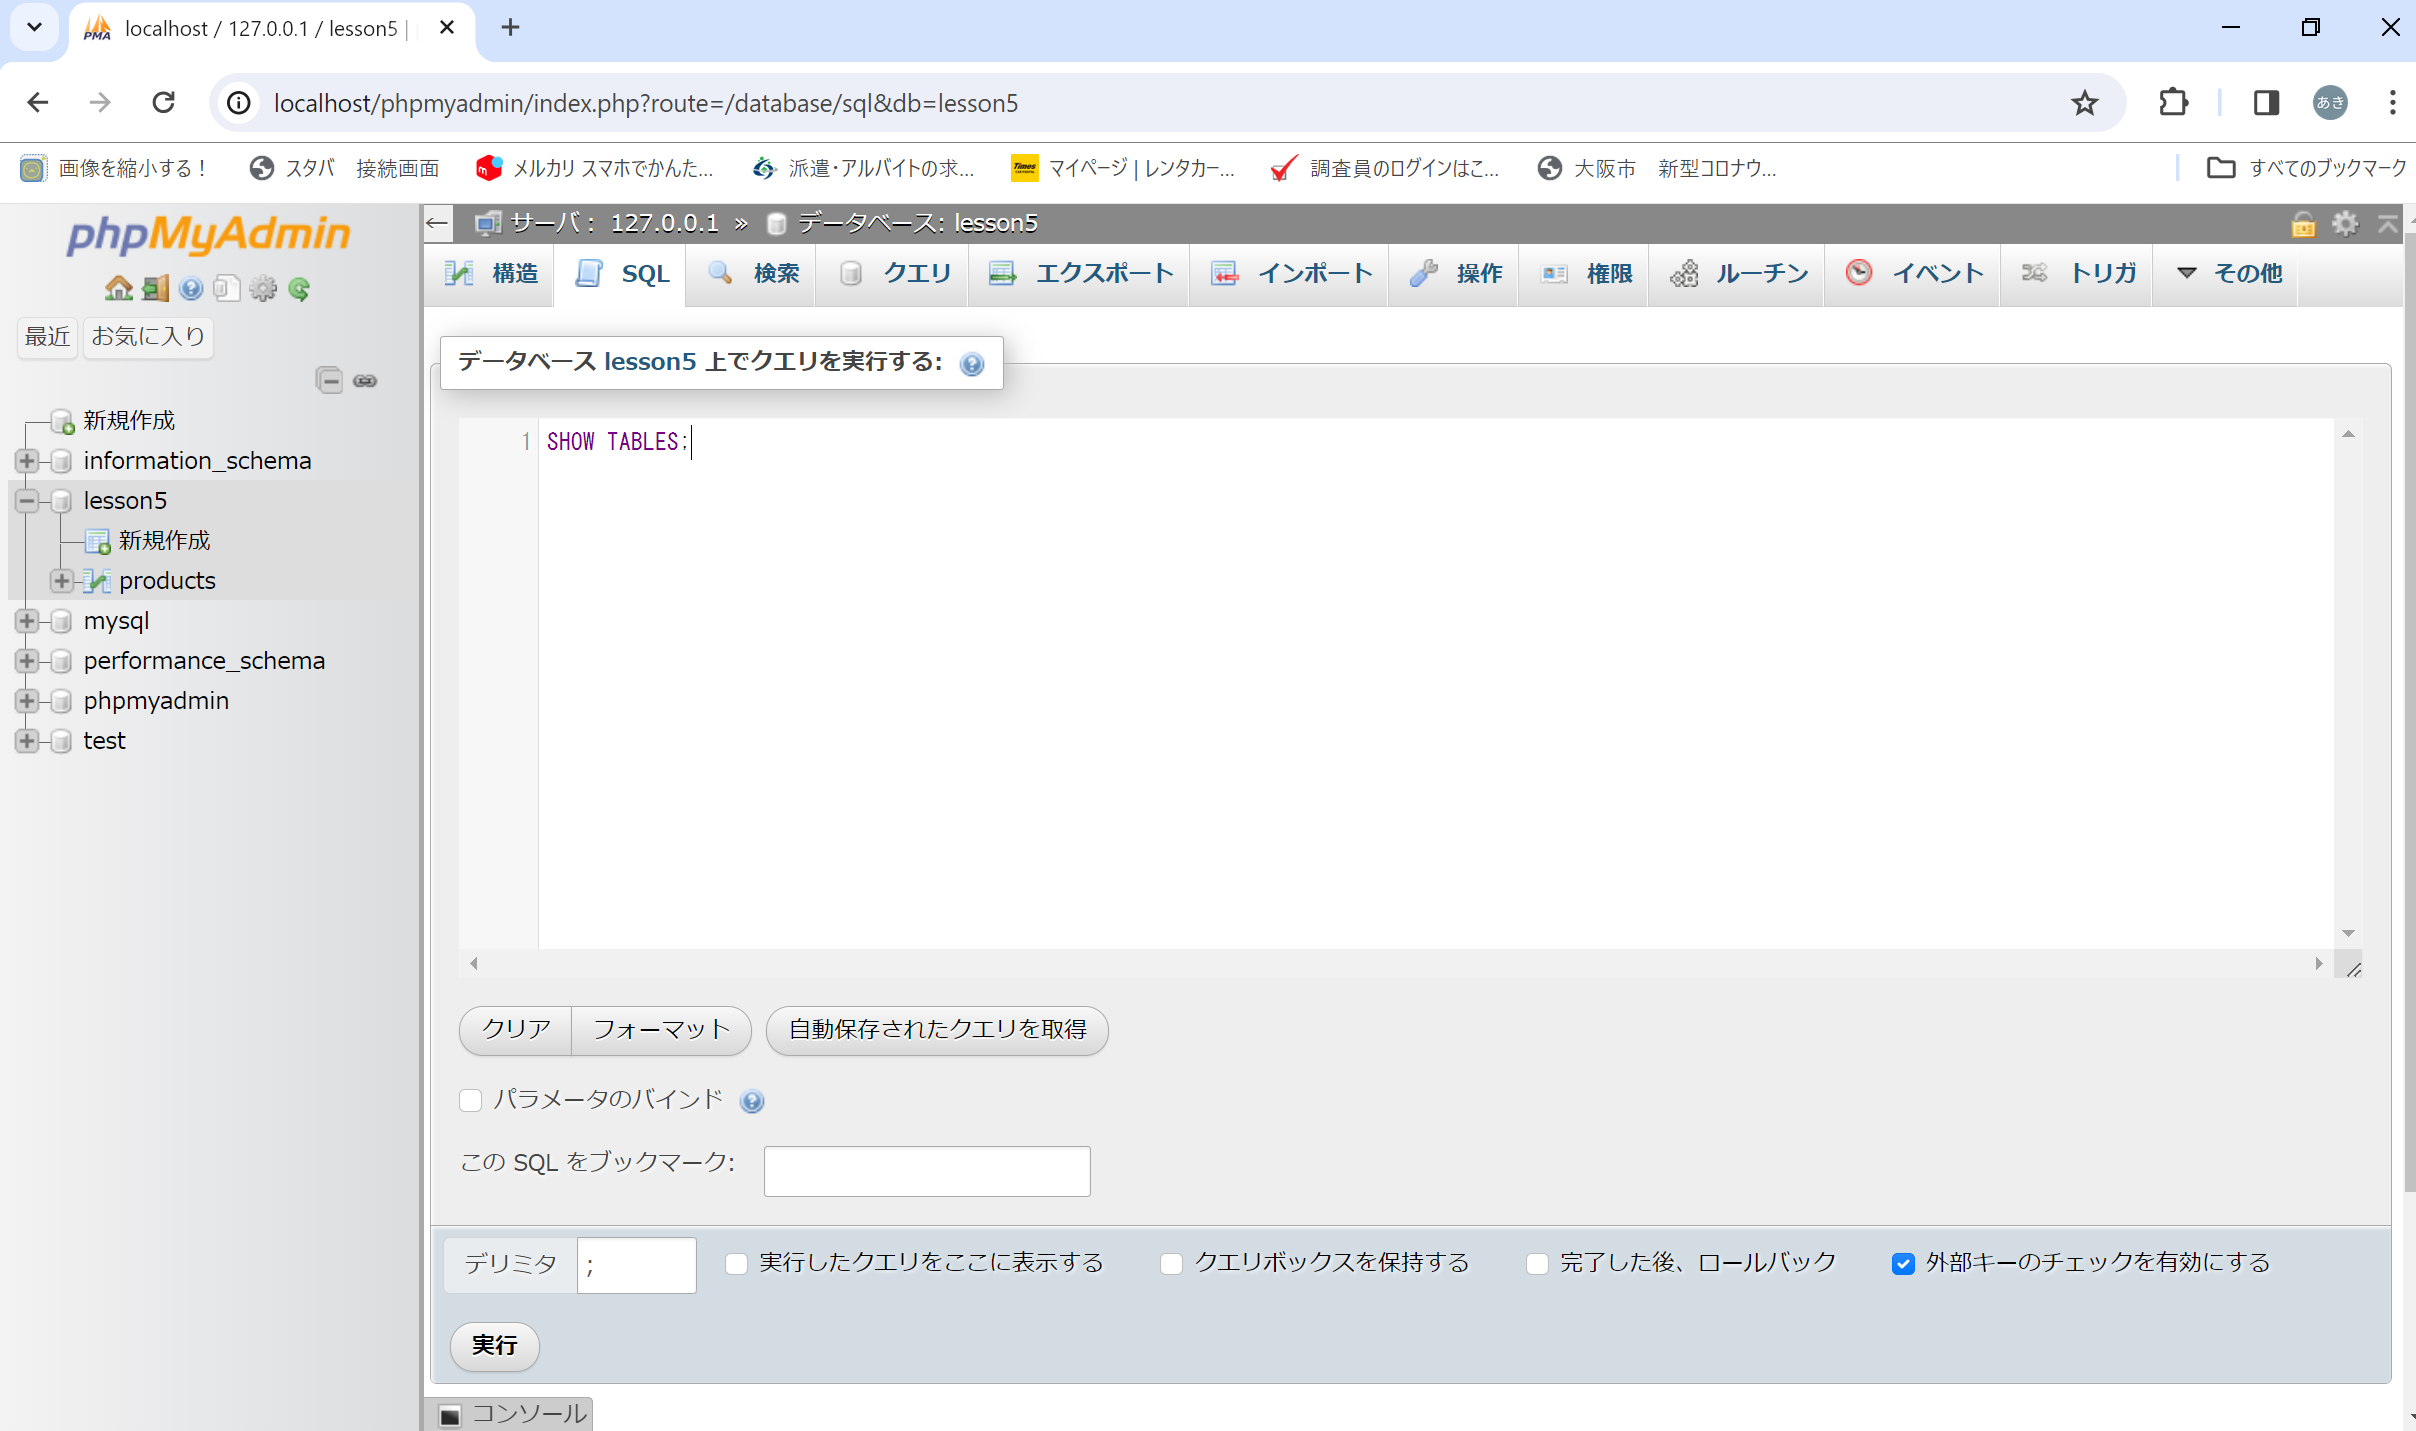 localhost / 127.0.0.1 / lesson5 |
localhost/phpmyadmin/index.php?route=/database/sql&db=lesson5
あき
画像を縮小する！ スタバ 接続画面 メルカリ スマホでかんた... 派遣・アルバイトの求... Times マイページ | レンタカー... 調査員のログインはこ... 大阪市 新型コロナウ... すべてのブックマーク
phpMyAdmin
最近 お気に入り
新規作成
information_schema
lesson5
新規作成
products
mysql
performance_schema
phpmyadmin
test
サーバ： 127.0.0.1 » データベース: lesson5
構造 SQL 検索 クエリ エクスポート インポート 操作 権限 ルーチン イベント トリガ その他
データベース lesson5 上でクエリを実行する:
1 SHOW TABLES;
クリア フォーマット 自動保存されたクエリを取得
パラメータのバインド
この SQL をブックマーク:
デリミタ ; 実行したクエリをここに表示する クエリボックスを保持する 完了した後、ロールバック 外部キーのチェックを有効にする
実行
コンソール